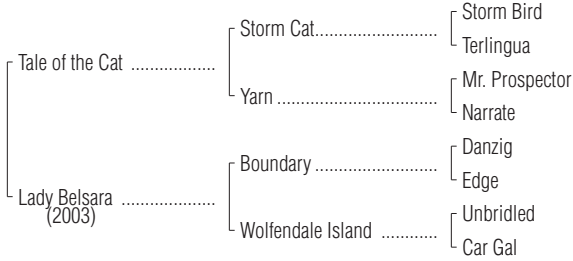 Storm Bird
Storm Cat.............................
Terlingua
Tale of the Cat ...................
Mr. Prospector
Yarn ......................................
Narrate
Danzig
Boundary .............................
Edge
Lady Belsara .....................
(2003)
Unbridled
Wolfendale Island .............
Car Gal